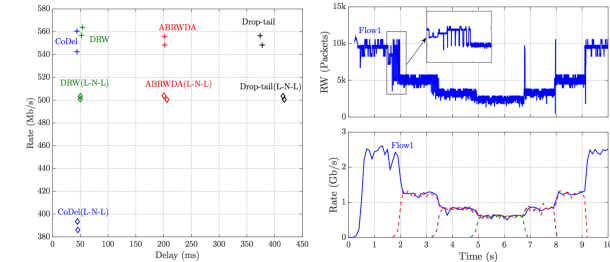 600
580
560
540
520
500
480
460
440
420
400
380
0
50
100
150
200
250
300
350
400
450
Rate (Mb/s)
Delay (ms)
CoDel
DRW
ABRWDA
Drop-tail
DRW(L-N-L)
ABRWDA(L-N-L)
Drop-tail(L-N-L)
CoDel(L-N-L)
15k
10k
5k
0
RW (Packets)
Flow1
3
2
1
0
0
1
2
3
4
5
6
7
8
9
10
Rate (Gb/s)
Time (s)
Flow1